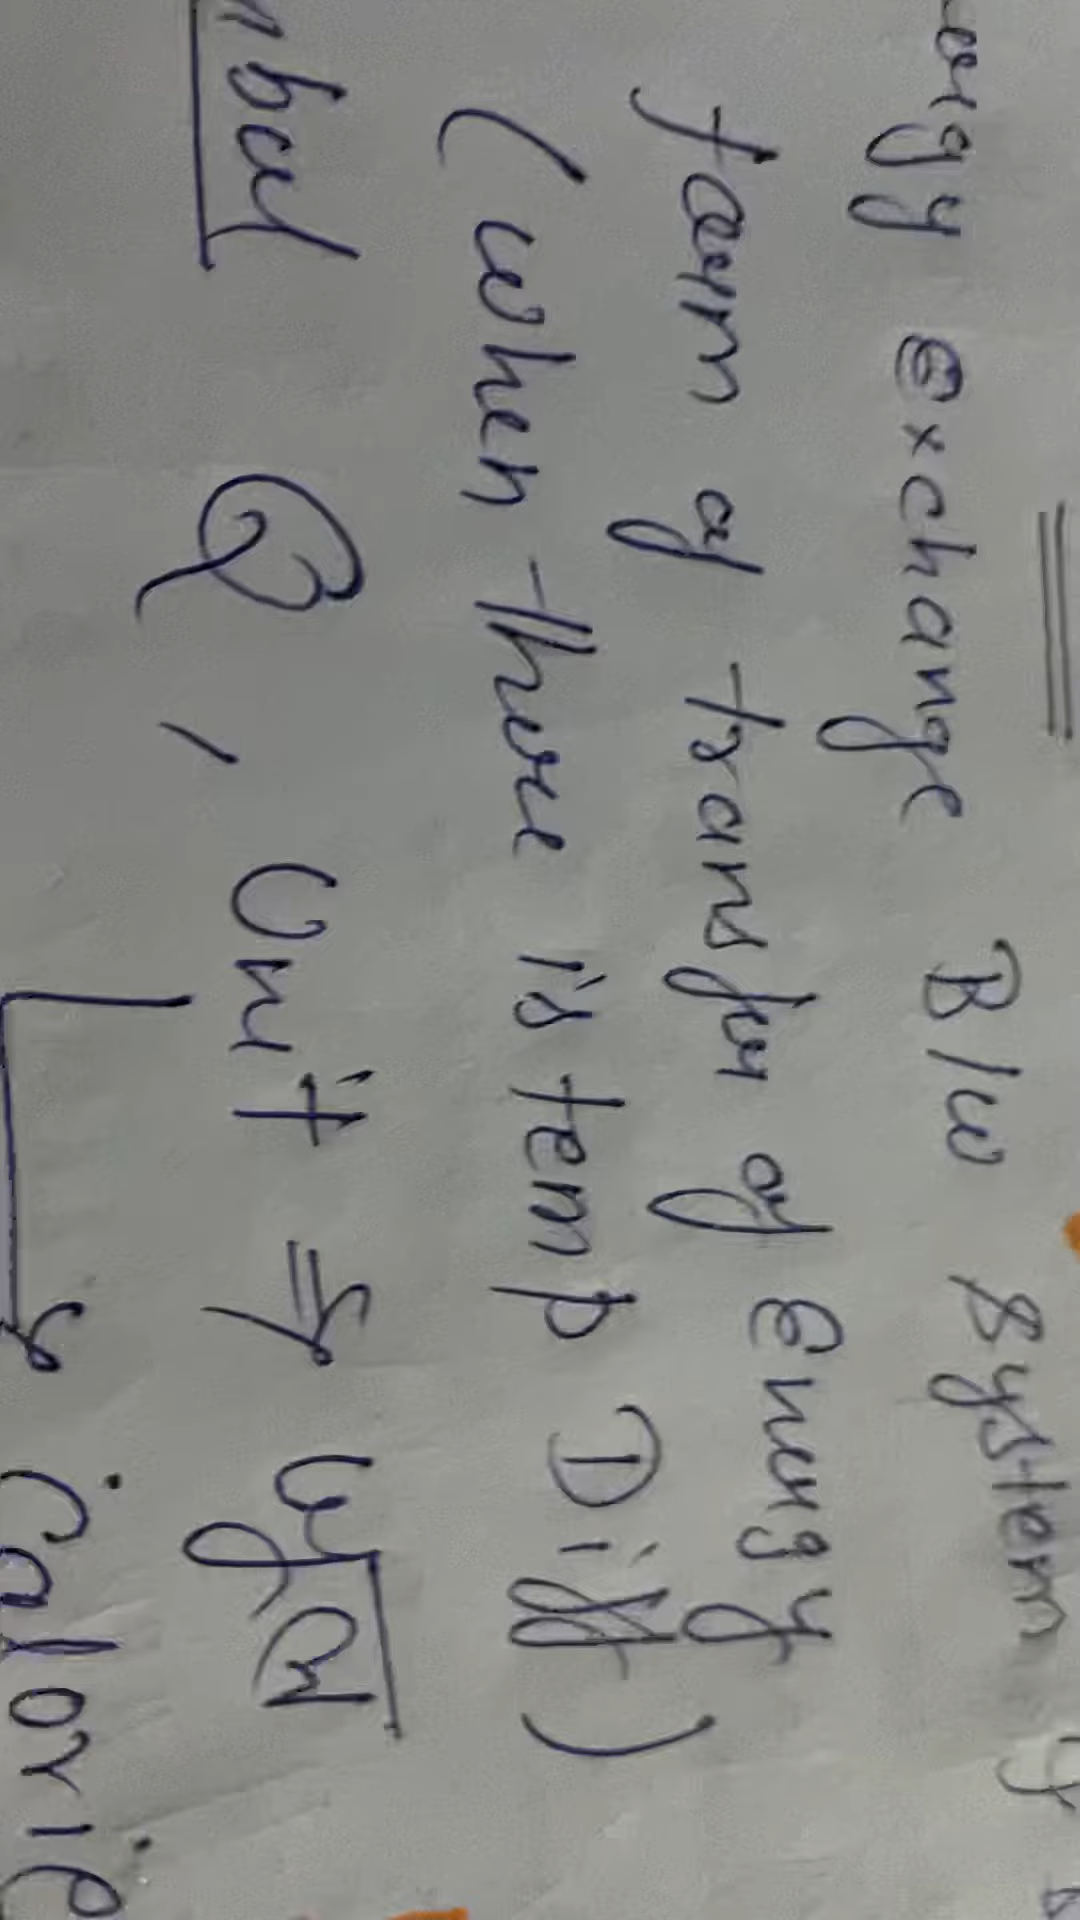 exchange B/w system
form of transfer of Energy
(when there is temp Diff)
Q, Unit ⇒
Calorie